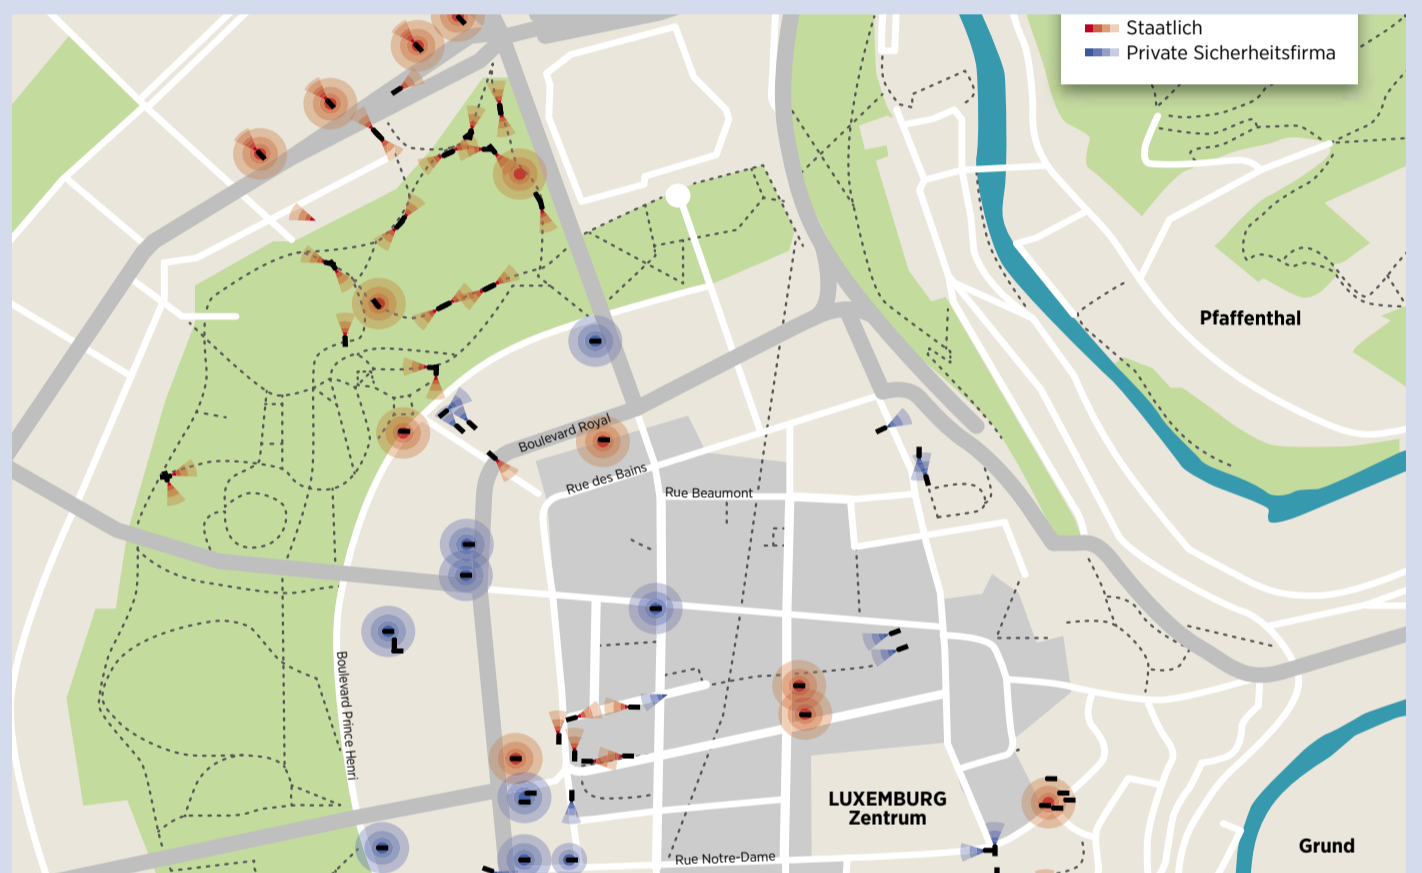 Staatlich
Private Sicherheitsfirma
Pfaffenthal
Boulevard Royal
Rue des Bains
Rue Beaumont
Boulevard Prince Henri
LUXEMBURG
Zentrum
Grund
Rue Notre-Dame